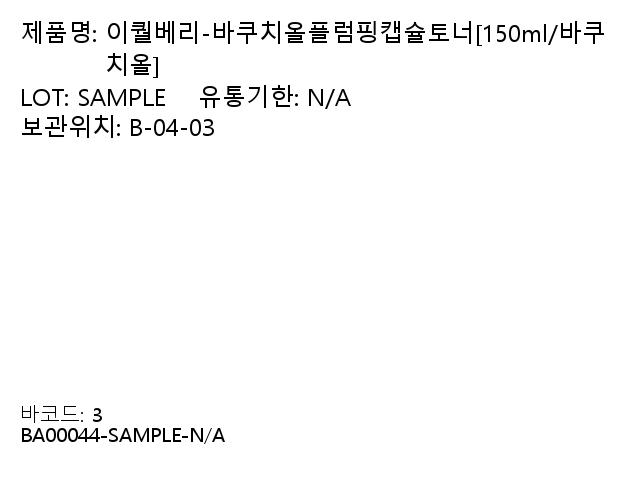 제품명: 이퀄베리-바쿠치올플럼핑캡슐토너[150ml/바쿠
치올]
LOT: SAMPLE 유통기한: N/A
보관위치: B-04-03
바코드: 3
BA00044-SAMPLE-N/A